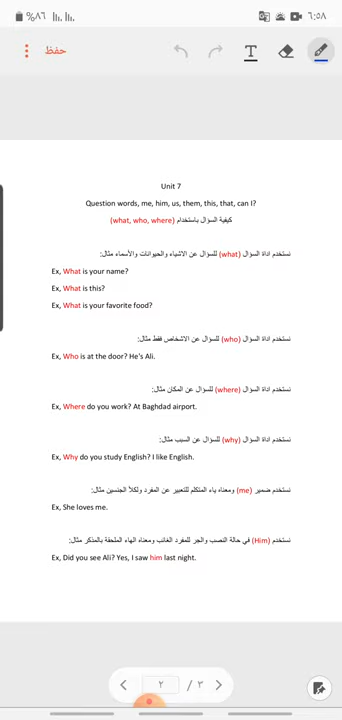 %٨٦
٦:٥٨
حفظ
T
Unit 7
Question words, me, him, us, them, this, that, can I?
كيفية السؤال باستخدام (what, who, where)
نستخدم اداة السؤال (what) للسؤال عن الاشياء والحيوانات والأسماء مثال:
Ex, What is your name?
Ex, What is this?
Ex, What is your favorite food?
نستخدم اداة السؤال (who) للسؤال عن الاشخاص فقط مثال:
Ex, Who is at the door? He's Ali.
نستخدم اداة السؤال (where) للسؤال عن المكان مثال:
Ex, Where do you work? At Baghdad airport.
نستخدم اداة السؤال (why) للسؤال عن السبب مثال:
Ex, Why do you study English? I like English.
نستخدم ضمير (me) ومعناه ياء المتكلم للتعبير عن المفرد ولكلا الجنسين مثال:
Ex, She loves me.
نستخدم (Him) في حالة النصب والجر للمفرد الغائب ومعناه الهاء الملحقة بالمذكر مثال:
Ex, Did you see Ali? Yes, I saw him last night.
٢ / ٣